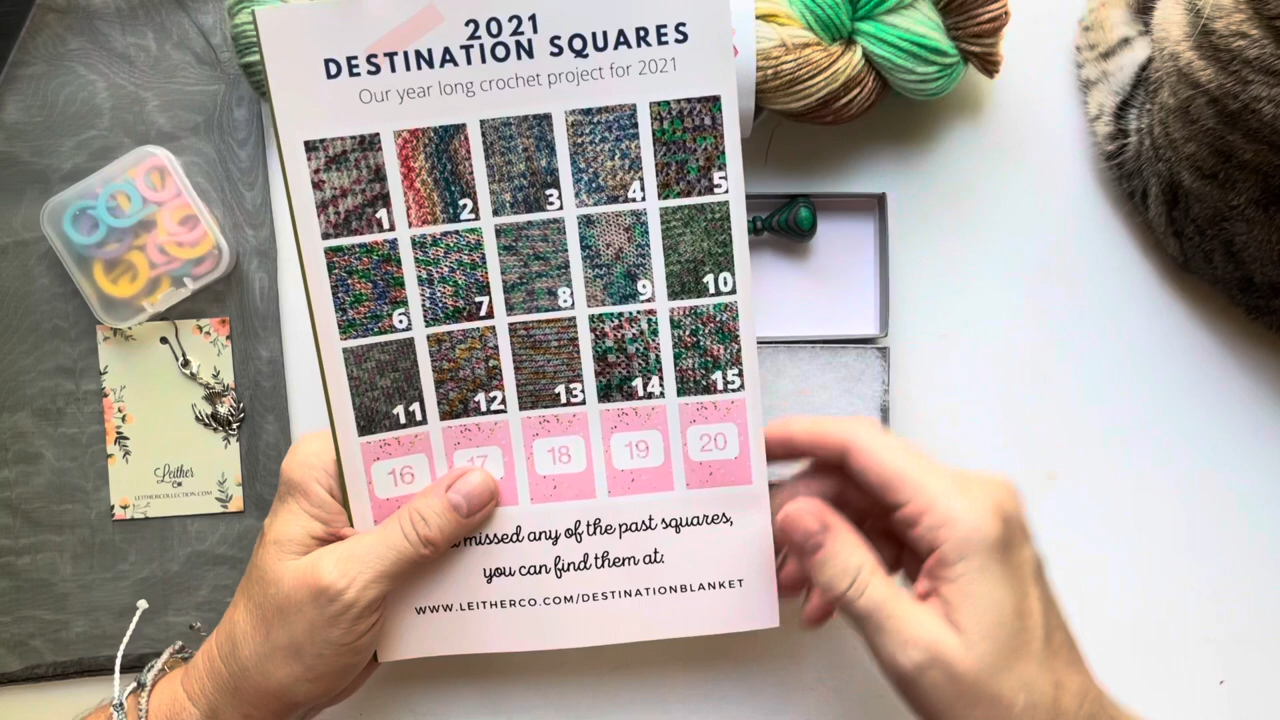 2021
DESTINATION SQUARES
Our year long crochet project for 2021
1 2 3 4 5
6 7 8 9 10
11 12 13 14 15
16 17 18 19 20
missed any of the past squares,
you can find them at:
WWW.LEITHERCO.COM/DESTINATIONBLANKET
Leither
Co
LEITHERCOLLECTION.COM